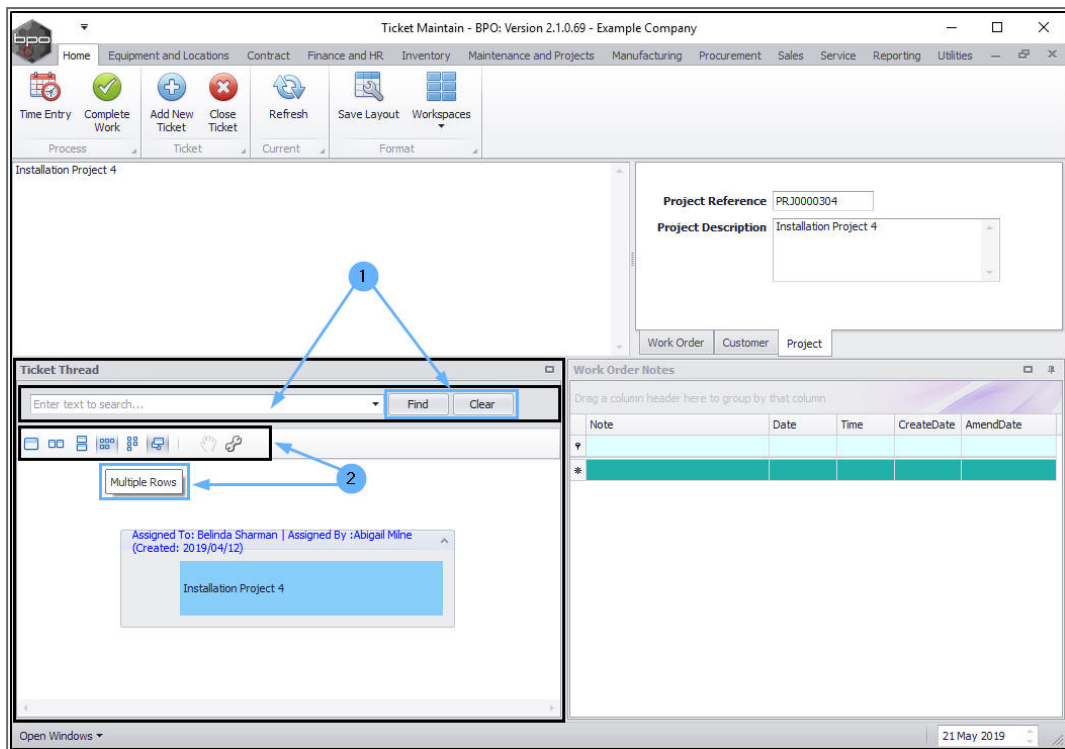 Ticket Maintain - BPO: Version 2.1.0.69 - Example Company
BPO
Home Equipment and Locations Contract Finance and HR Inventory Maintenance and Projects Manufacturing Procurement Sales Service Reporting Utilities
Time Entry Complete Work Add New Ticket Close Ticket Refresh Save Layout Workspaces
Process Ticket Current Format
Installation Project 4
Project Reference PRJ0000304
Project Description Installation Project 4
1
Work Order Customer Project
Ticket Thread
Enter text to search... Find Clear
2
Multiple Rows
Assigned To: Belinda Sharman | Assigned By :Abigail Milne
(Created: 2019/04/12)
Installation Project 4
Work Order Notes
Drag a column header here to group by that column
Note Date Time CreateDate AmendDate
Open Windows 21 May 2019